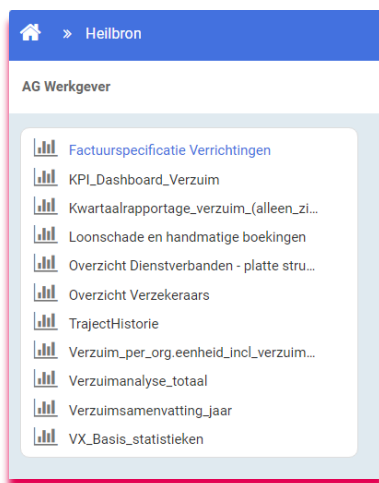 » Heilbron
AG Werkgever
Factuurspecificatie Verrichtingen
KPI_Dashboard_Verzuim
Kwartaalrapportage_verzuim_(alleen_zi...
Loonschade en handmatige boekingen
Overzicht Dienstverbanden - platte stru...
Overzicht Verzekeraars
TrajectHistorie
Verzuim_per_org.eenheid_incl_verzuim...
Verzuimanalyse_totaal
Verzuimsamenvatting_jaar
VX_Basis_statistieken